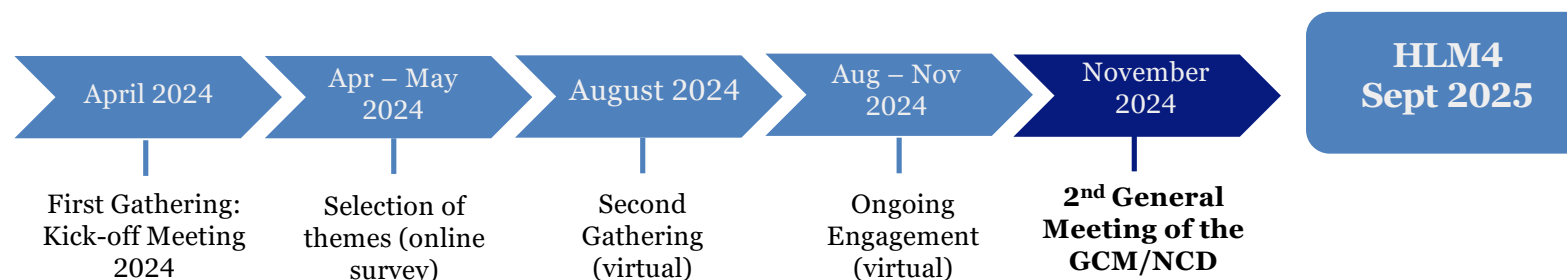 April 2024
Apr – May
2024
August 2024
Aug – Nov
2024
November
2024
HLM4
Sept 2025
First Gathering:
Kick-off Meeting
2024
Selection of
themes (online
survey)
Second
Gathering
(virtual)
Ongoing
Engagement
(virtual)
2nd General
Meeting of the
GCM/NCD